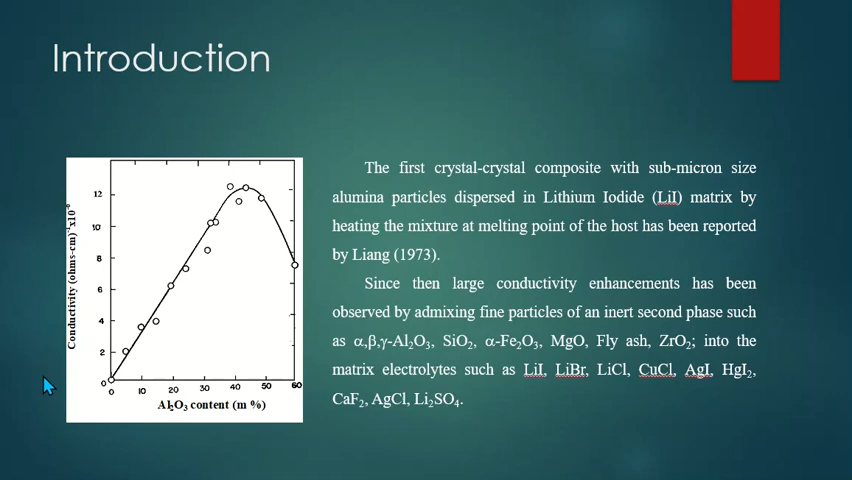 Introduction
12
10
8
6
4
2
0
0 10 20 30 40 50 60
Conductivity (ohms-cm)⁻¹x10⁻⁶
Al₂O₃ content (m %)
The first crystal-crystal composite with sub-micron size
alumina particles dispersed in Lithium Iodide (LiI) matrix by
heating the mixture at melting point of the host has been reported
by Liang (1973).
Since then large conductivity enhancements has been
observed by admixing fine particles of an inert second phase such
as α,β,γ-Al₂O₃, SiO₂, α-Fe₂O₃, MgO, Fly ash, ZrO₂; into the
matrix electrolytes such as LiI, LiBr, LiCl, CuCl, AgI, HgI₂,
CaF₂, AgCl, Li₂SO₄.